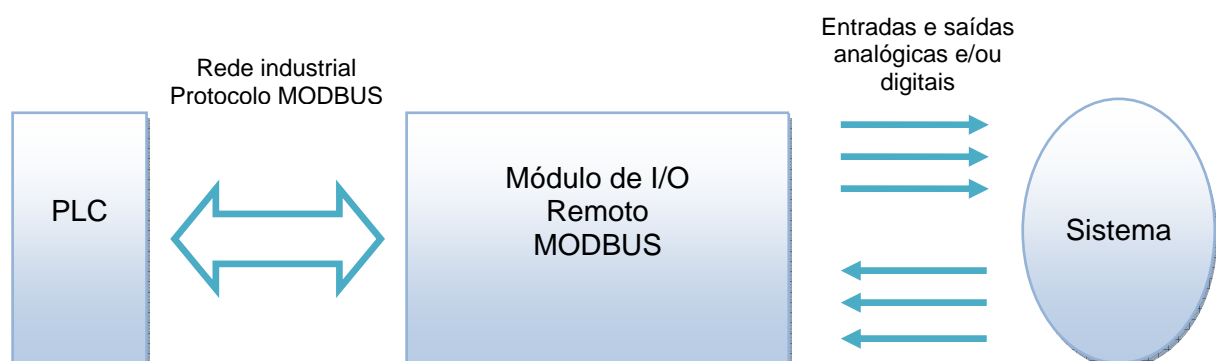 Rede industrial
Protocolo MODBUS
Entradas e saídas
analógicas e/ou
digitais
PLC
Módulo de I/O
Remoto
MODBUS
Sistema